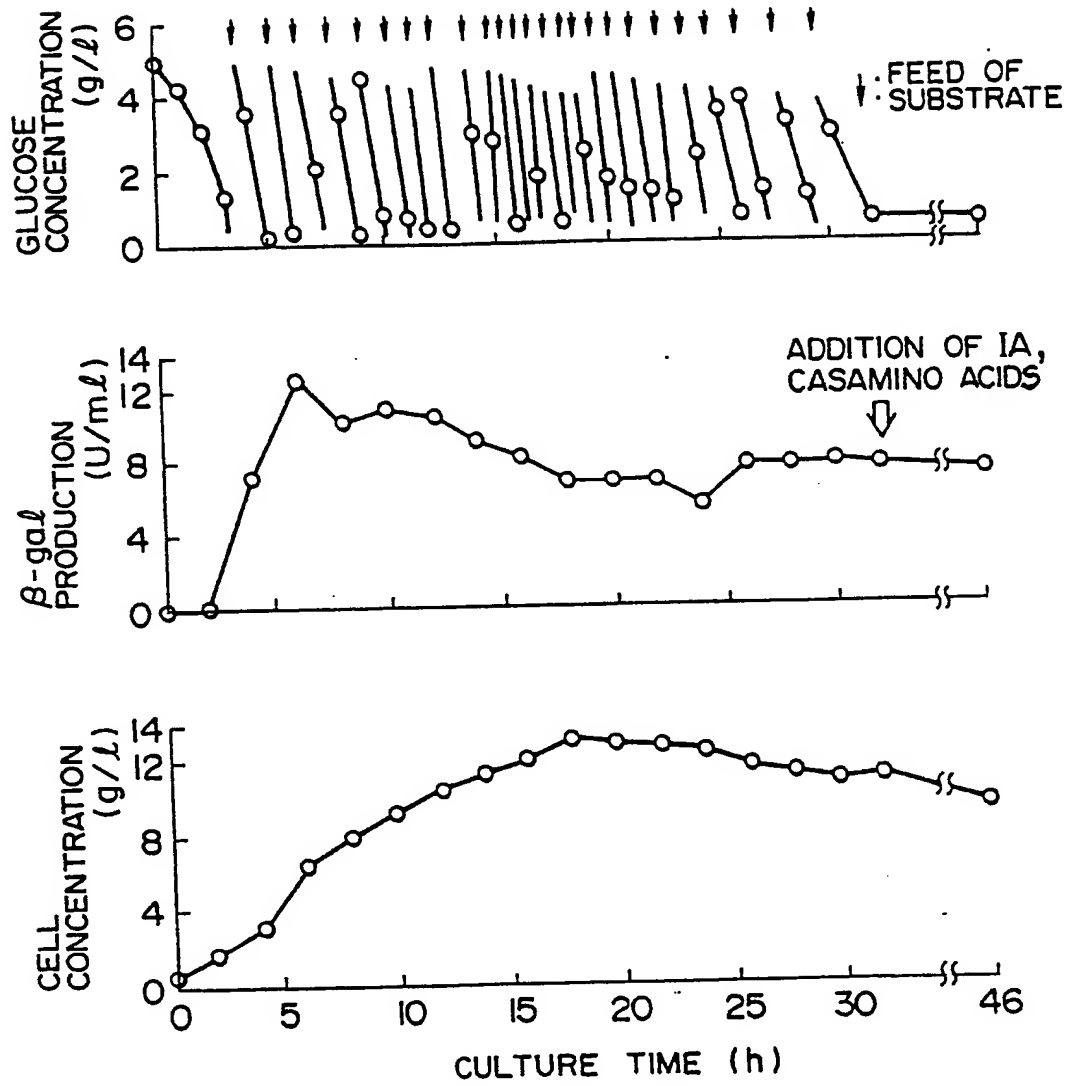 GLUCOSE
CONCENTRATION
(g/ℓ)
6
4
2
0
: FEED OF
SUBSTRATE
β-gal
PRODUCTION
(U/mℓ)
14
12
8
4
0
ADDITION OF IA,
CASAMINO ACIDS
CELL
CONCENTRATION
(g/ℓ)
14
12
8
4
0
0 5 10 15 20 25 30 46
CULTURE TIME (h)